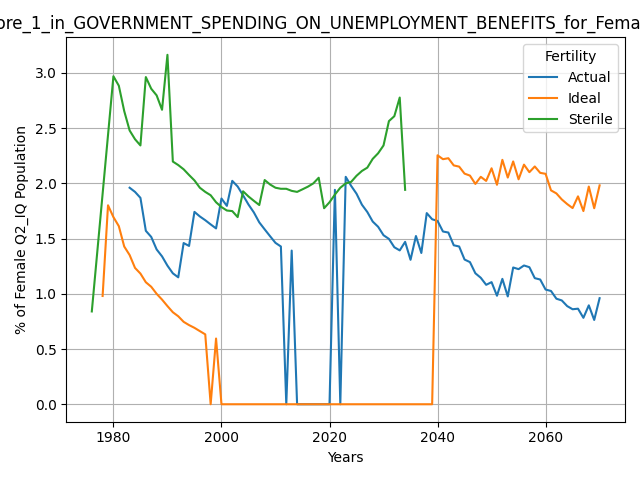 ore_1_in_GOVERNMENT_SPENDING_ON_UNEMPLOYMENT_BENEFITS_for_Fema
Fertility
Actual
Ideal
Sterile
% of Female Q2_IQ Population
3.0
2.5
2.0
1.5
1.0
0.5
0.0
1980 2000 2020 2040 2060
Years